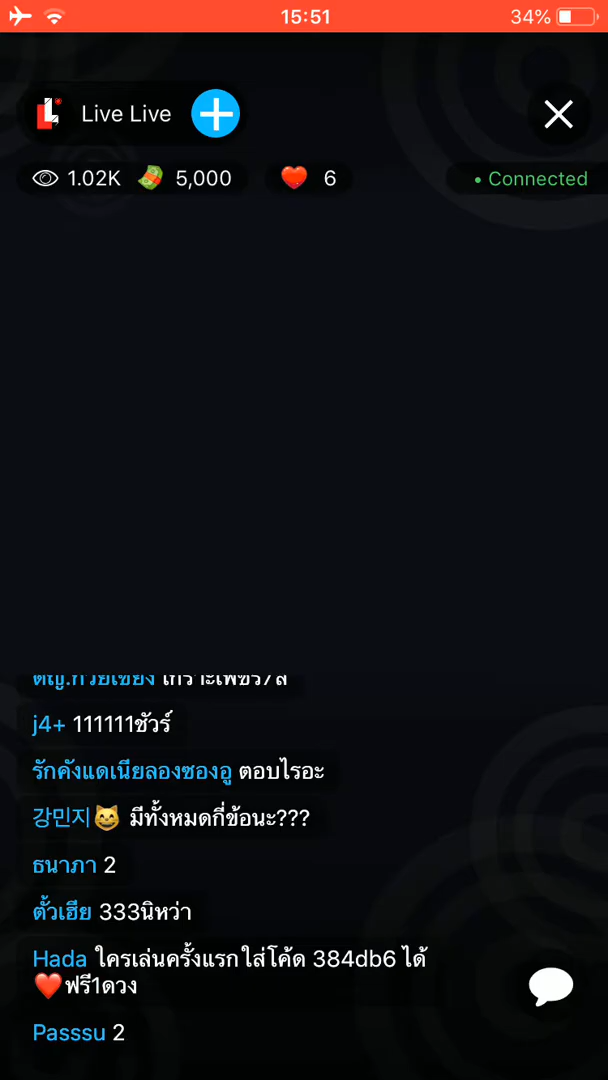 15:51
34%
Live Live
1.02K 5,000 6 • Connected
j4+ 111111ชัวร์
รักคังแดเนียลองซองอู ตอบไรอะ
강민지😸 มีทั้งหมดกี่ข้อนะ???
ธนาภา 2
ตั้วเฮีย 333นิหว่า
Hada ใครเล่นครั้งแรกใส่โค้ด 384db6 ได้
❤️ฟรี1ดวง
Passsu 2